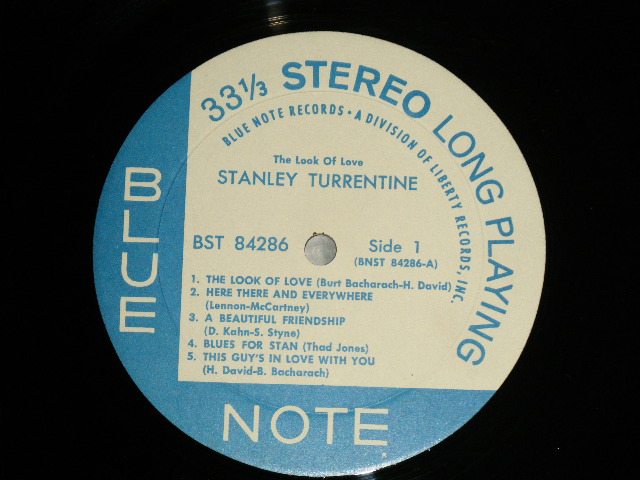 33⅓ STEREO LONG PLAYING
BLUE NOTE RECORDS • A DIVISION OF LIBERTY RECORDS, INC.
The Look Of Love
STANLEY TURRENTINE
BST 84286
Side 1
(BNST 84286-A)
1. THE LOOK OF LOVE (Burt Bacharach-H. David)
2. HERE THERE AND EVERYWHERE
(Lennon-McCartney)
3. A BEAUTIFUL FRIENDSHIP
(D. Kahn-S. Styne)
4. BLUES FOR STAN (Thad Jones)
5. THIS GUY'S IN LOVE WITH YOU
(H. David-B. Bacharach)
BLUE
NOTE